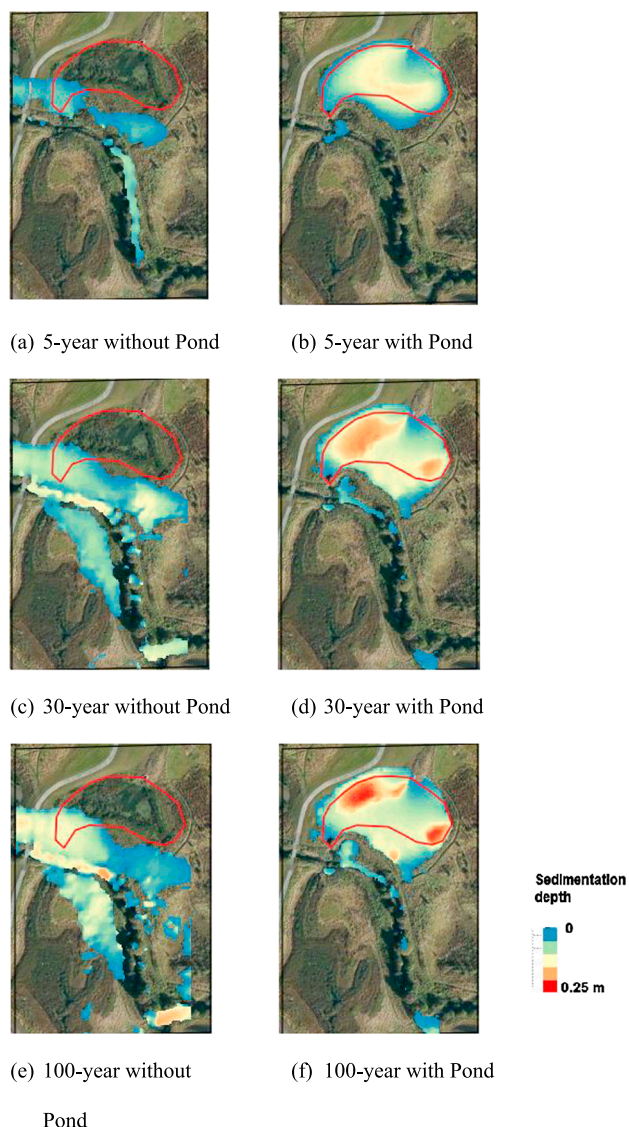 (a) 5-year without Pond
(b) 5-year with Pond
(c) 30-year without Pond
(d) 30-year with Pond
Sedimentation
depth
0
0.25 m
(e) 100-year without
Pond
(f) 100-year with Pond